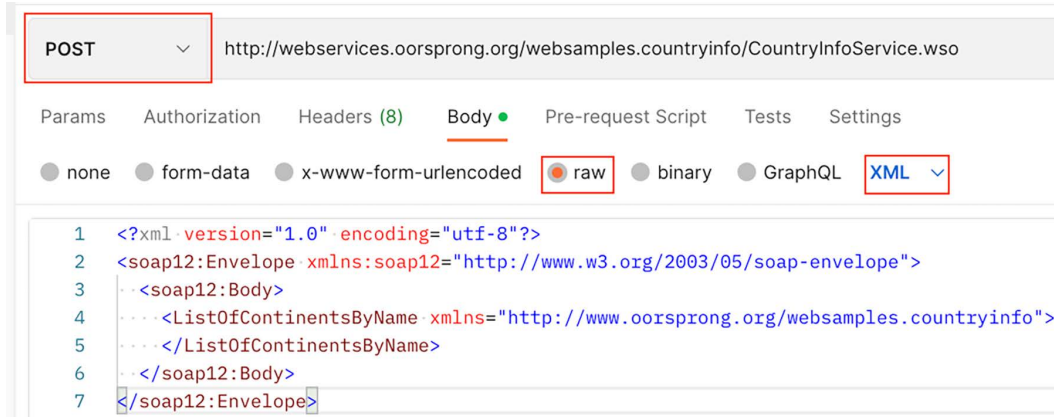 POST http://webservices.oorsprong.org/websamples.countryinfo/CountryInfoService.wso
Params Authorization Headers (8) Body Pre-request Script Tests Settings
none form-data x-www-form-urlencoded raw binary GraphQL XML
1 <?xml version="1.0" encoding="utf-8"?>
2 <soap12:Envelope xmlns:soap12="http://www.w3.org/2003/05/soap-envelope">
3 <soap12:Body>
4 <ListOfContinentsByName xmlns="http://www.oorsprong.org/websamples.countryinfo">
5 </ListOfContinentsByName>
6 </soap12:Body>
7 </soap12:Envelope>